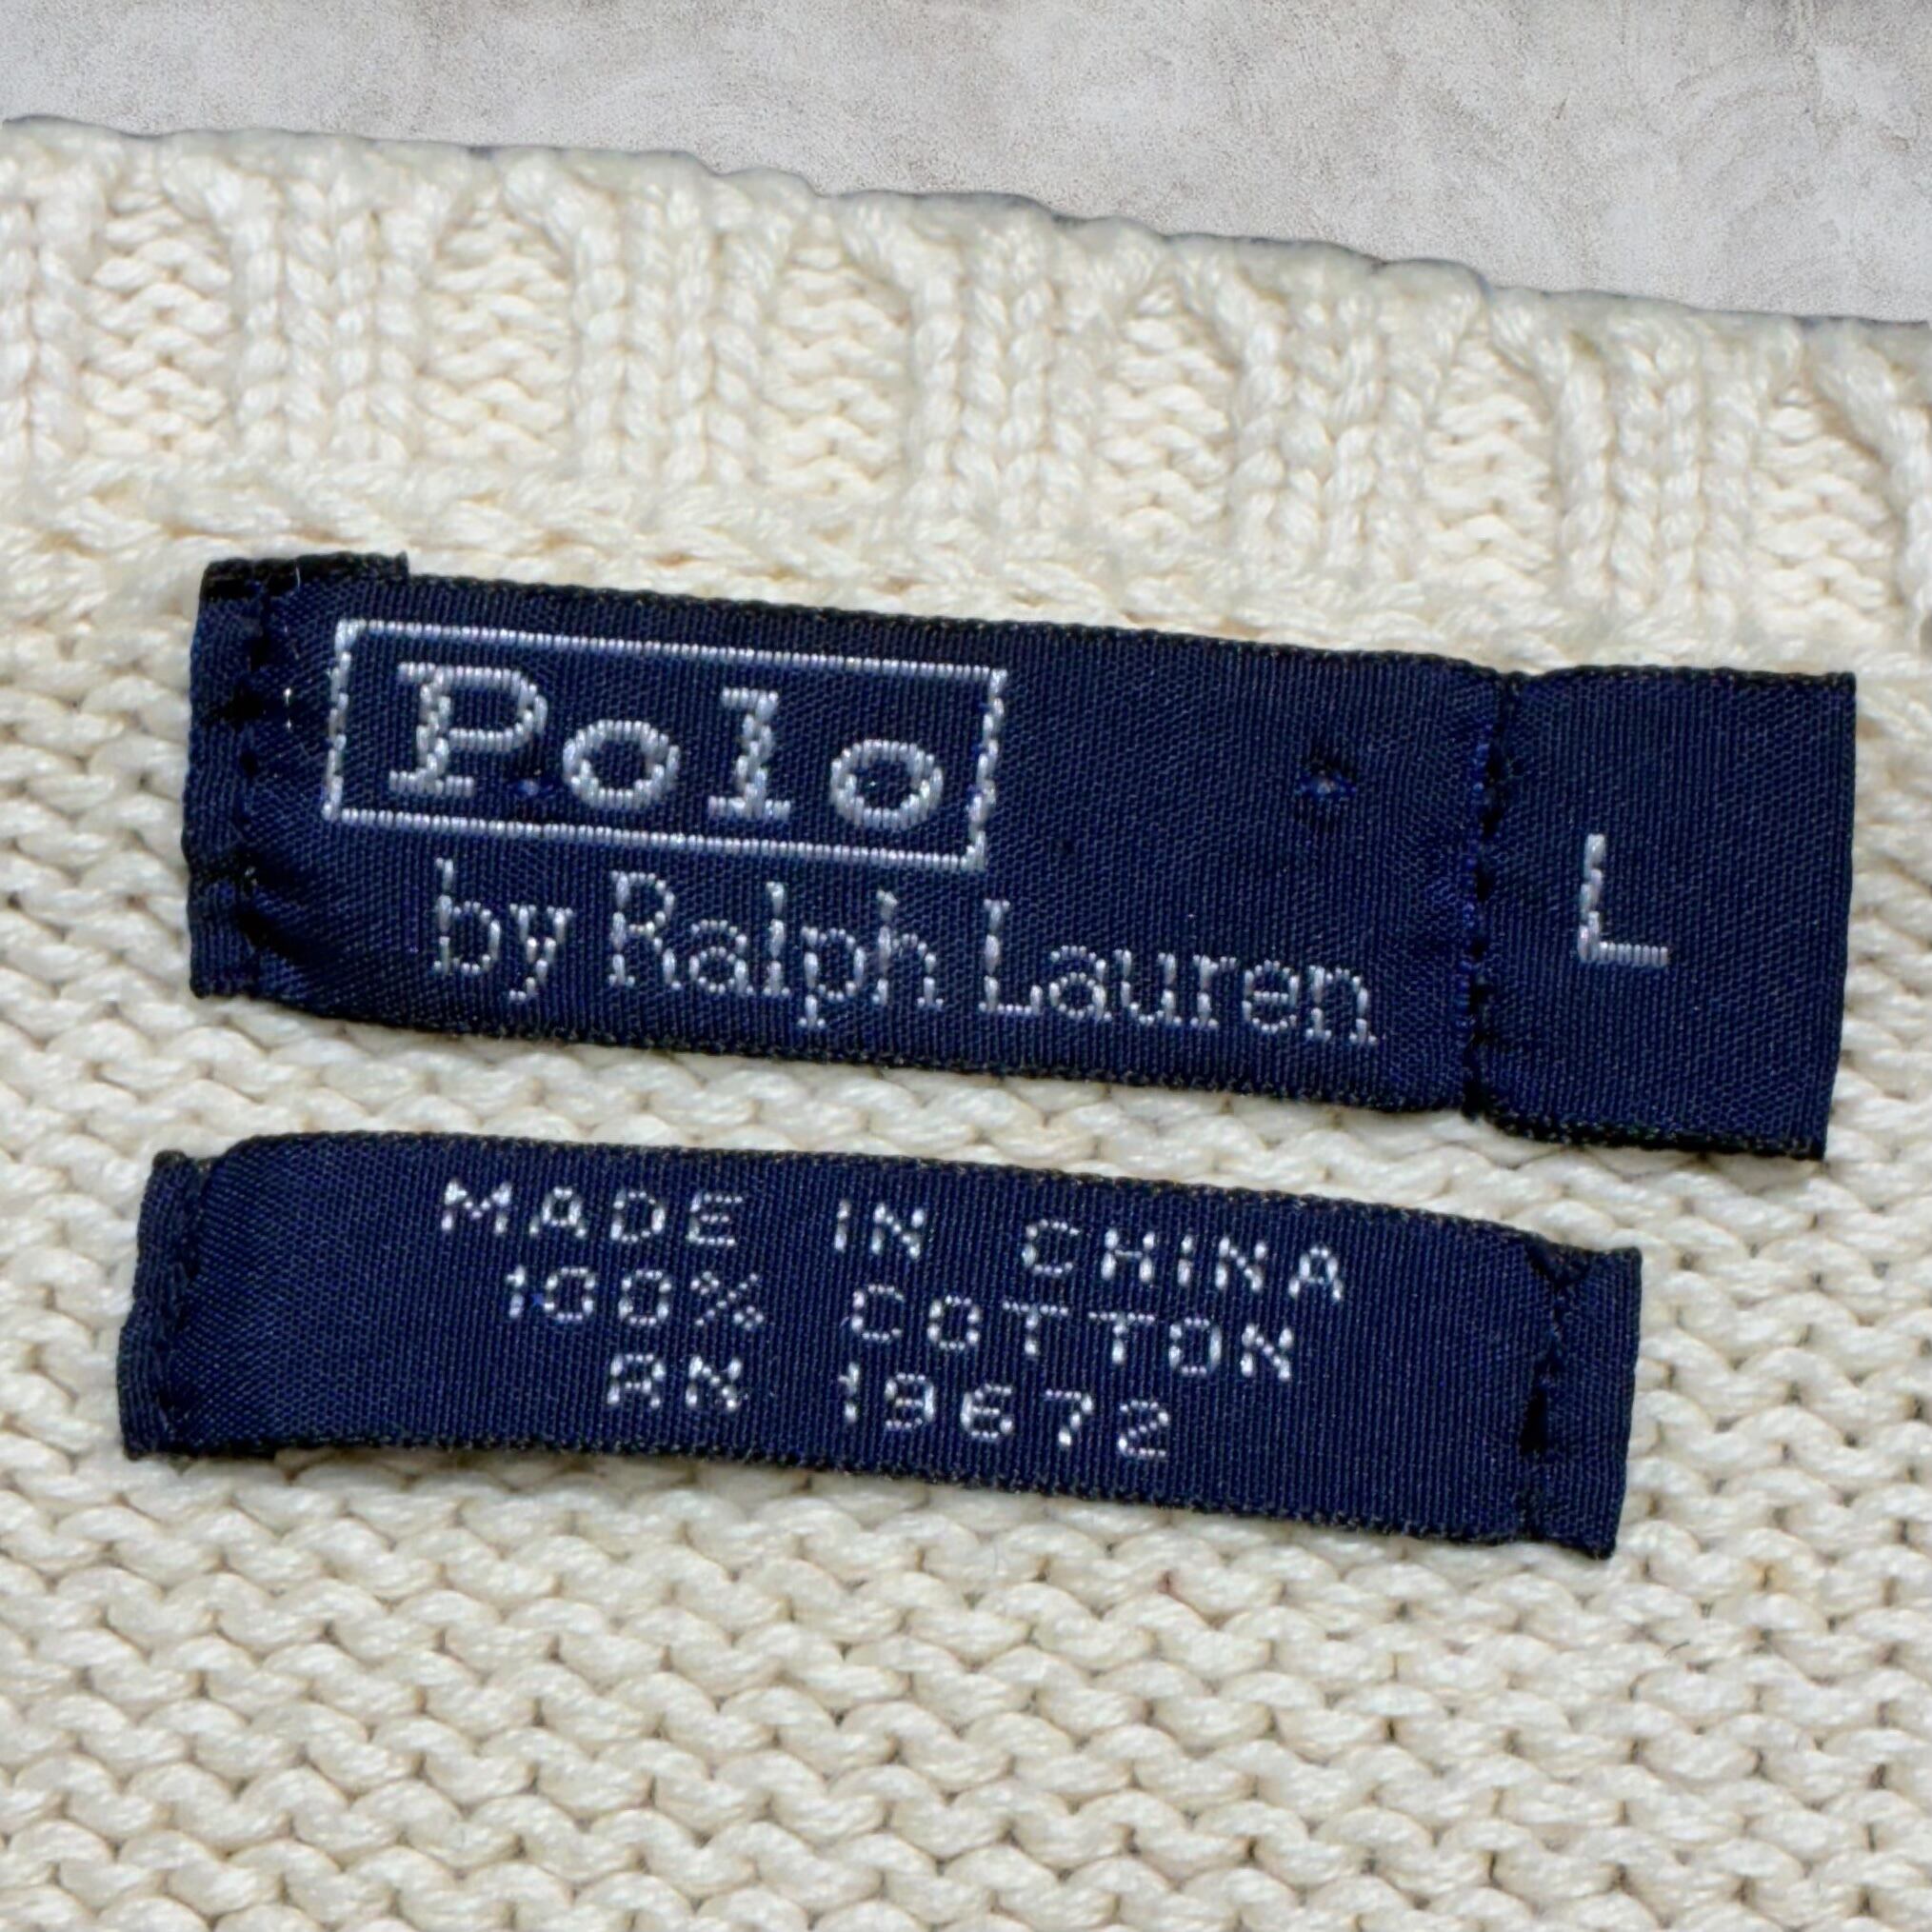 Polo
by Ralph Lauren
L
MADE IN CHINA
100% COTTON
RN 19672